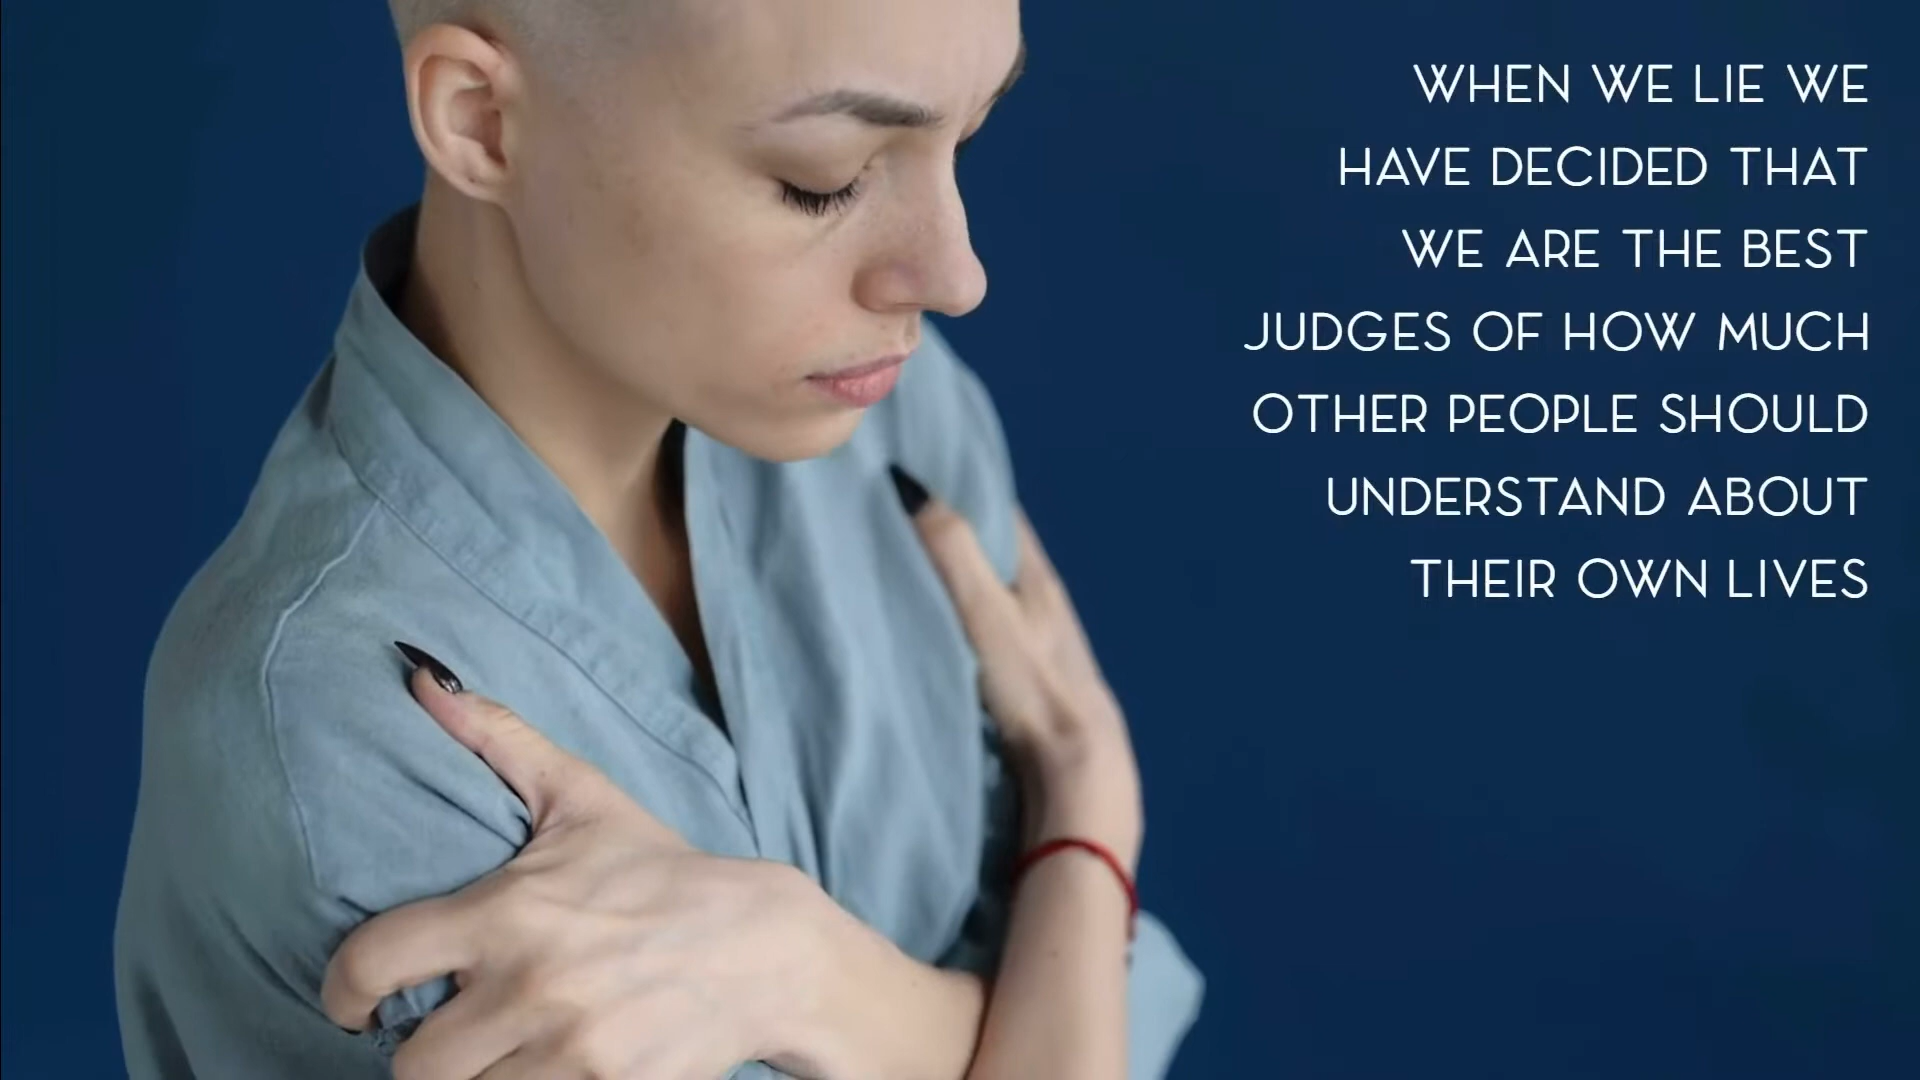 WHEN WE LIE WE
HAVE DECIDED THAT
WE ARE THE BEST
JUDGES OF HOW MUCH
OTHER PEOPLE SHOULD
UNDERSTAND ABOUT
THEIR OWN LIVES